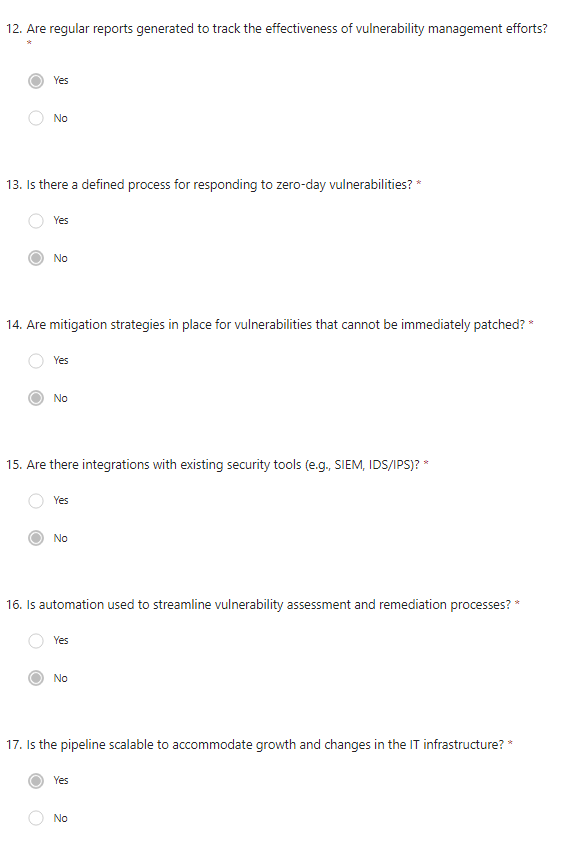 12. Are regular reports generated to track the effectiveness of vulnerability management efforts?
*
Yes
No
13. Is there a defined process for responding to zero-day vulnerabilities? *
Yes
No
14. Are mitigation strategies in place for vulnerabilities that cannot be immediately patched? *
Yes
No
15. Are there integrations with existing security tools (e.g., SIEM, IDS/IPS)? *
Yes
No
16. Is automation used to streamline vulnerability assessment and remediation processes? *
Yes
No
17. Is the pipeline scalable to accommodate growth and changes in the IT infrastructure? *
Yes
No